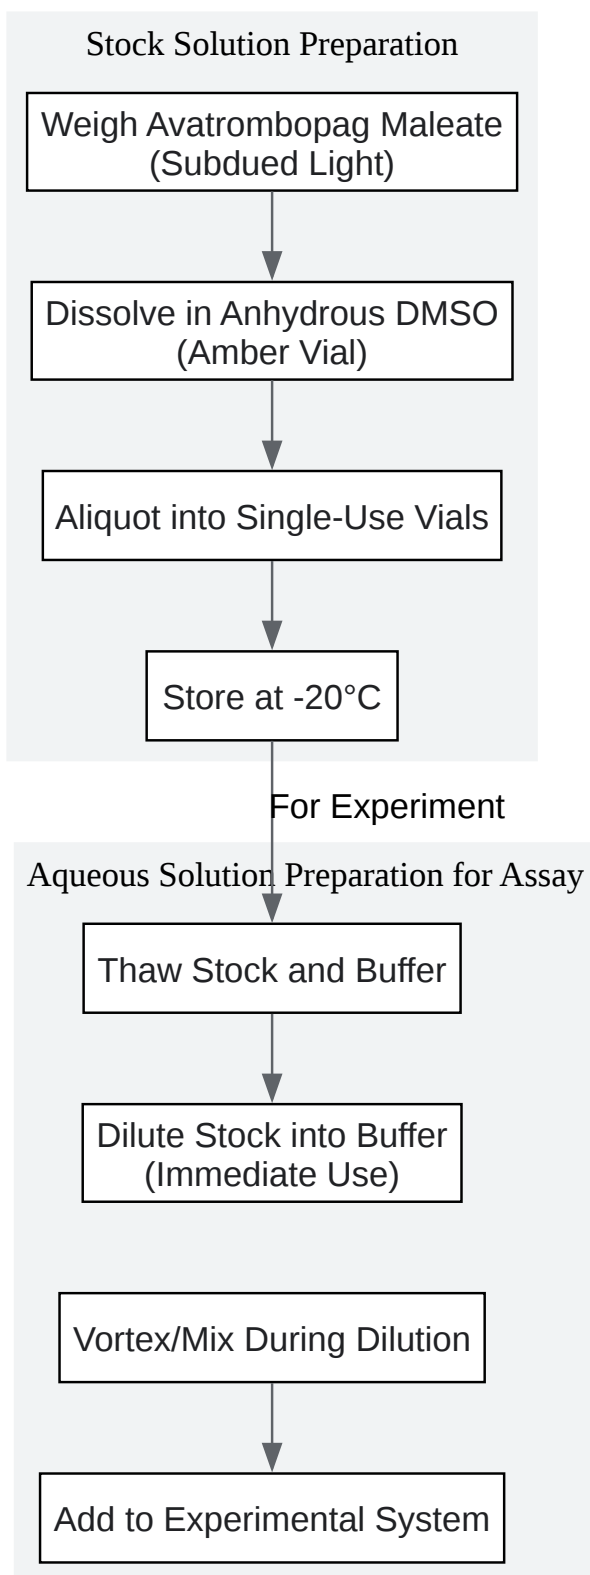 Stock Solution Preparation
Weigh Avatrombopag Maleate
(Subdued Light)
Dissolve in Anhydrous DMSO
(Amber Vial)
Aliquot into Single-Use Vials
Store at -20°C
For Experiment
Aqueous Solution Preparation for Assay
Thaw Stock and Buffer
Dilute Stock into Buffer
(Immediate Use)
Vortex/Mix During Dilution
Add to Experimental System